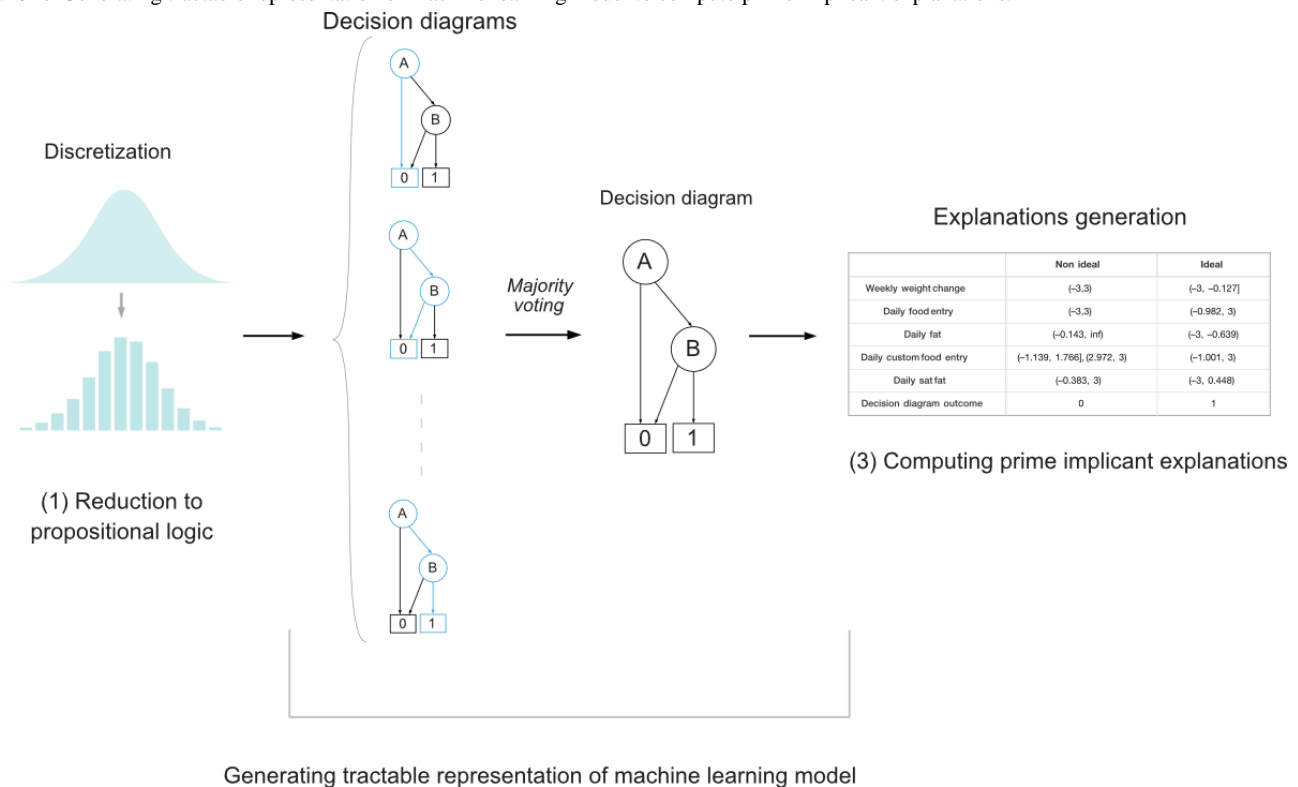 Decision diagrams
A
B
0 1
Discretization
A
B
0 1
Majority
voting
Decision diagram
A
B
0 1
Explanations generation
Non ideal Ideal
Weekly weight change (–3,3) (–3, –0.127]
Daily food entry (–3,3) (–0.982, 3)
Daily fat (–0.143, inf) (–3, –0.639)
Daily custom food entry (–1.139, 1.766], (2.972, 3) (–1.001, 3)
Daily sat fat (–0.383, 3) (–3, 0.448)
Decision diagram outcome 0 1
(3) Computing prime implicant explanations
(1) Reduction to
propositional logic
A
B
0 1
Generating tractable representation of machine learning model